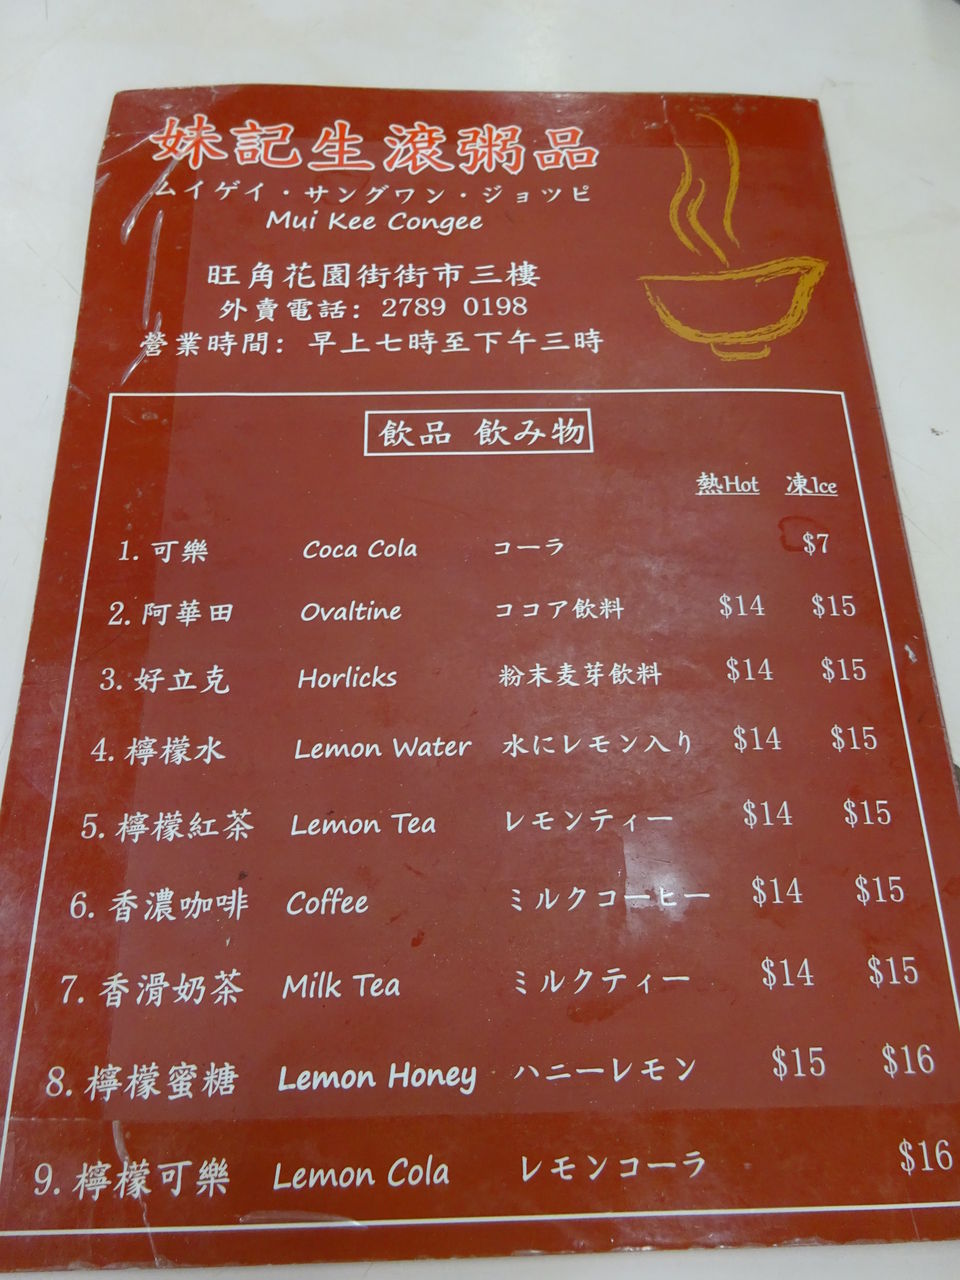 妹記生滾粥品
ムイゲイ・サングワン・ジョツピ
Mui Kee Congee
旺角花園街街市三樓
外賣電話: 2789 0198
營業時間: 早上七時至下午三時
飲品 飲み物
熱Hot 凍Ice
1. 可樂 Coca Cola コーラ $7
2. 阿華田 Ovaltine ココア飲料 $14 $15
3. 好立克 Horlicks 粉末麦芽飲料 $14 $15
4. 檸檬水 Lemon Water 水にレモン入り $14 $15
5. 檸檬紅茶 Lemon Tea レモンティー $14 $15
6. 香濃咖啡 Coffee ミルクコーヒー $14 $15
7. 香滑奶茶 Milk Tea ミルクティー $14 $15
8. 檸檬蜜糖 Lemon Honey ハニーレモン $15 $16
9. 檸檬可樂 Lemon Cola レモンコーラ $16